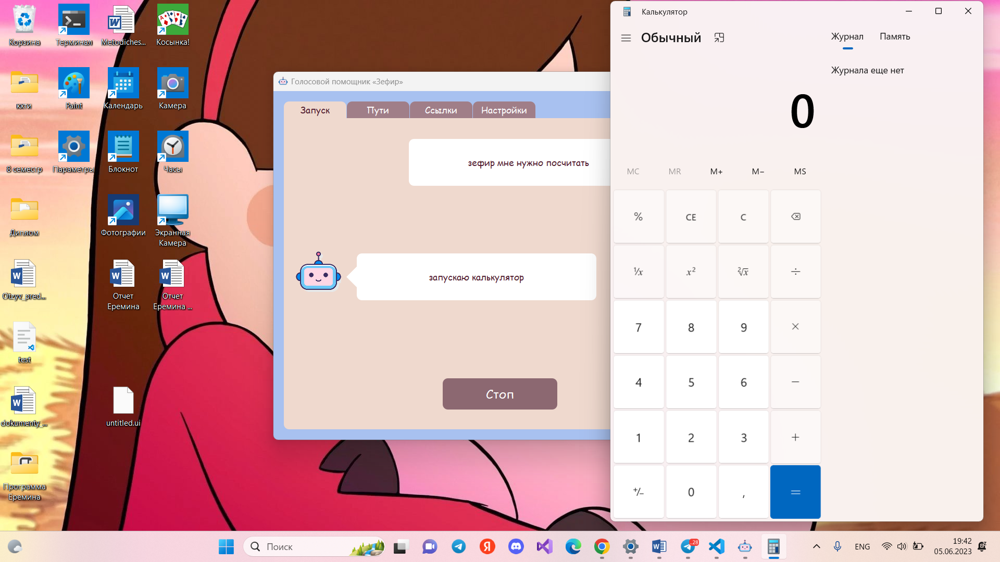 Корзина
Терминал
Metodiches...
Косынка!
кхти
Paint
Календарь
Камера
8 семестр
Параметры
Блокнот
Часы
Диплом
Фотографии
Экранная
Камера
Otzyv_pred...
Отчет
Еремина
Отчет
Еремина ...
test
dokumenty_...
untitled.ui
Программа
Еремина
Голосовой помощник «Зефир»
Запуск
Пути
Ссылки
Настройки
зефир мне нужно посчитать
запускаю калькулятор
Стоп
Калькулятор
Обычный
Журнал
Память
Журнала еще нет
0
MC
MR
M+
M−
MS
%
CE
C
¹/x
x²
²√x
÷
7
8
9
×
4
5
6
−
1
2
3
+
+/−
0
,
=
Поиск
..28
ENG
19:42
05.06.2023